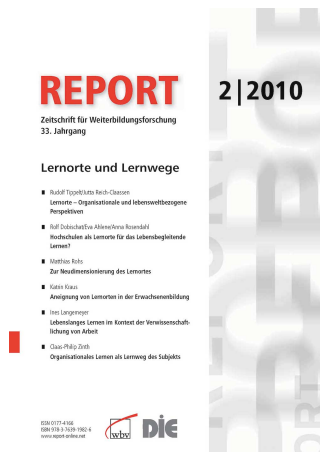 REPORT
2|2010
Zeitschrift für Weiterbildungsforschung
33. Jahrgang
Lernorte und Lernwege
Rudolf Tippelt/Jutta Reich-Claassen
Lernorte – Organisationale und lebensweltbezogene
Perspektiven
Rolf Dobischat/Eva Ahlene/Anna Rosendahl
Hochschulen als Lernorte für das Lebensbegleitende
Lernen?
Matthias Rohs
Zur Neudimensionierung des Lernortes
Katrin Kraus
Aneignung von Lernorten in der Erwachsenenbildung
Ines Langemeyer
Lebenslanges Lernen im Kontext der Verwissenschaft-
lichung von Arbeit
Claas-Philip Zinth
Organisationales Lernen als Lernweg des Subjekts
ISSN 0177-4160
ISBN 978-3-7639-1982-6
www.report-online.net
wbv
DIE